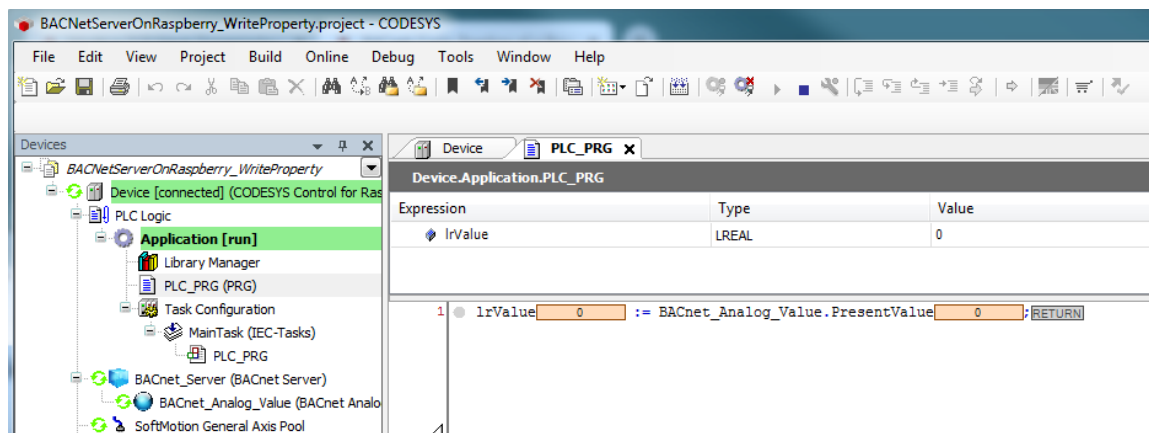 BACNetServerOnRaspberry_WriteProperty.project - CODESYS
File Edit View Project Build Online Debug Tools Window Help
Devices
Device PLC_PRG X
BACNetServerOnRaspberry_WriteProperty
Device.Application.PLC_PRG
Device [connected] (CODESYS Control for Ras
Expression Type Value
PLC Logic
lrValue LREAL 0
Application [run]
Library Manager
PLC_PRG (PRG)
Task Configuration
1 lrValue 0 := BACnet_Analog_Value.PresentValue 0 ;RETURN
MainTask (IEC-Tasks)
PLC_PRG
BACnet_Server (BACnet Server)
BACnet_Analog_Value (BACnet Analo
SoftMotion General Axis Pool